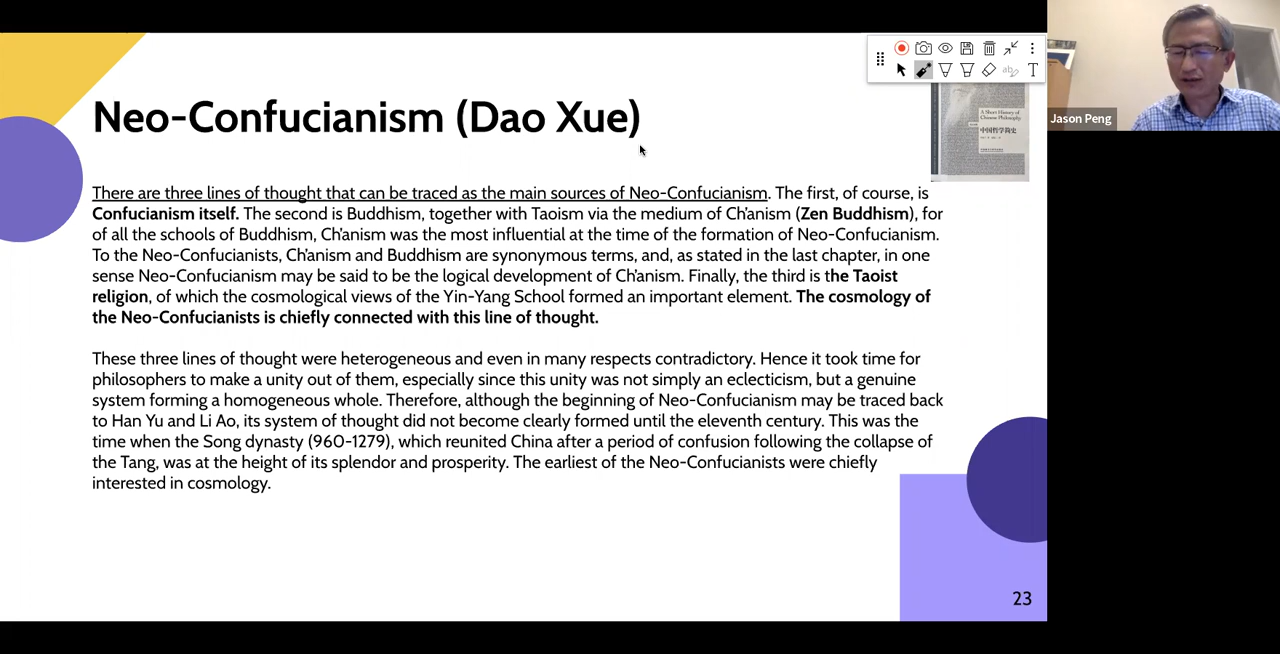 Neo-Confucianism (Dao Xue)
There are three lines of thought that can be traced as the main sources of Neo-Confucianism. The first, of course, is
Confucianism itself. The second is Buddhism, together with Taoism via the medium of Ch'anism (Zen Buddhism), for
of all the schools of Buddhism, Ch'anism was the most influential at the time of the formation of Neo-Confucianism.
To the Neo-Confucianists, Ch'anism and Buddhism are synonymous terms, and, as stated in the last chapter, in one
sense Neo-Confucianism may be said to be the logical development of Ch'anism. Finally, the third is the Taoist
religion, of which the cosmological views of the Yin-Yang School formed an important element. The cosmology of
the Neo-Confucianists is chiefly connected with this line of thought.
These three lines of thought were heterogeneous and even in many respects contradictory. Hence it took time for
philosophers to make a unity out of them, especially since this unity was not simply an eclecticism, but a genuine
system forming a homogeneous whole. Therefore, although the beginning of Neo-Confucianism may be traced back
to Han Yu and Li Ao, its system of thought did not become clearly formed until the eleventh century. This was the
time when the Song dynasty (960-1279), which reunited China after a period of confusion following the collapse of
the Tang, was at the height of its splendor and prosperity. The earliest of the Neo-Confucianists were chiefly
interested in cosmology.
23
A Short History of
Chinese Philosophy
中国哲学简史
ab
T
Jason Peng